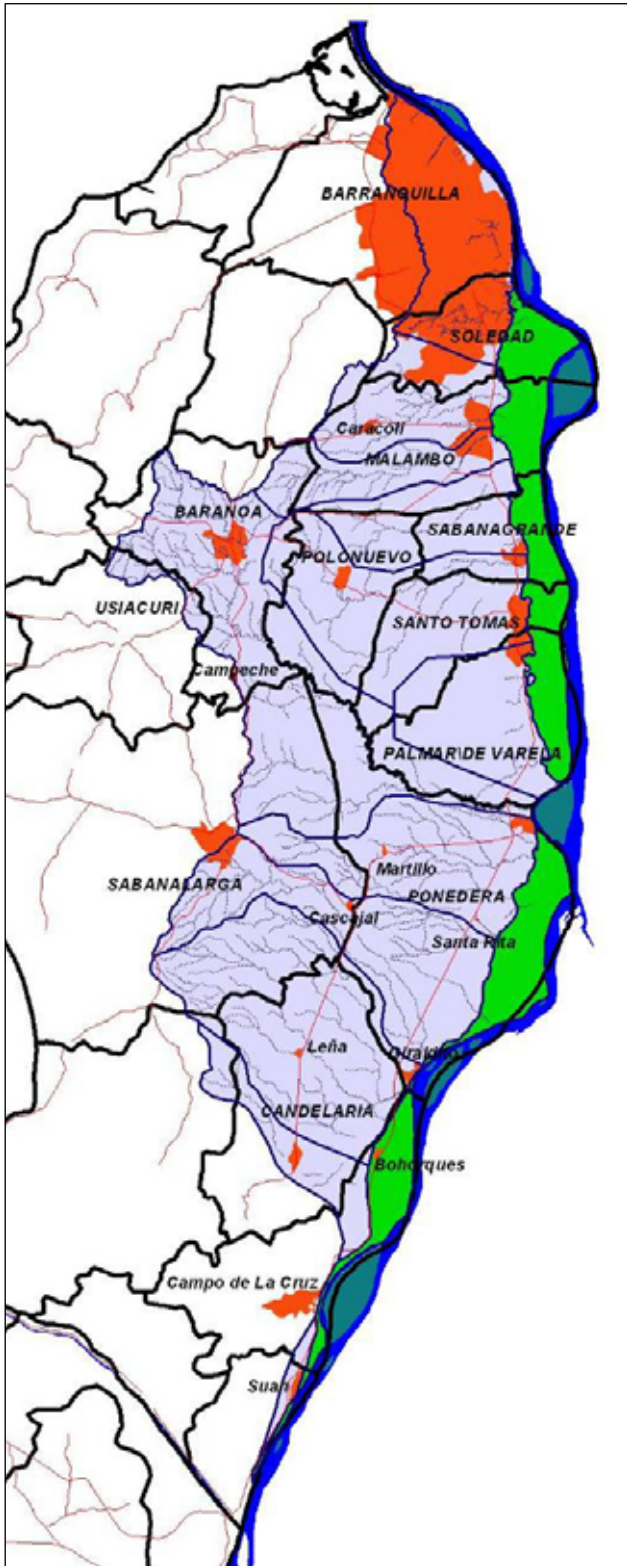 BARRANQUILLA
SOLEDAD
Caracolí
MALAMBO
BARANOA
SABANAGRANDE
POLONUEVO
USIACURI
SANTO TOMAS
Campeche
PALMAR DE VARELA
Martillo
SABANALARGA
PONEDERA
Cascajal
Santa Rita
Leña
CANDELARIA
Bohorques
Campo de La Cruz
Suan